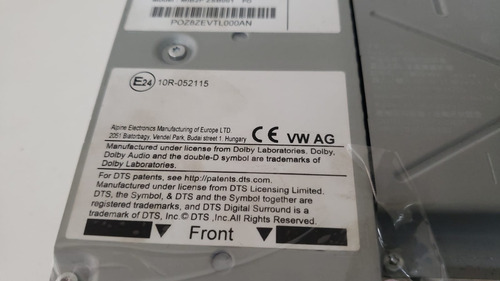 POZ8ZEVTL000AN
E24 10R-052115
Alpine Electronics Manufacturing of Europe LTD.
2051 Biatorbagy, Vendel Park, Budai street 1, Hungary
CE VW AG
Manufactured under license from Dolby Laboratories. Dolby,
Dolby Audio and the double-D symbol are trademarks of
Dolby Laboratories.
For DTS patents, see http://patents.dts.com.
Manufactured under license from DTS Licensing Limited.
DTS, the Symbol, & DTS and the Symbol together are
registered trademarks, and DTS Digital Surround is a
trademark of DTS, Inc.© DTS ,Inc.All Rights Reserved.
Front